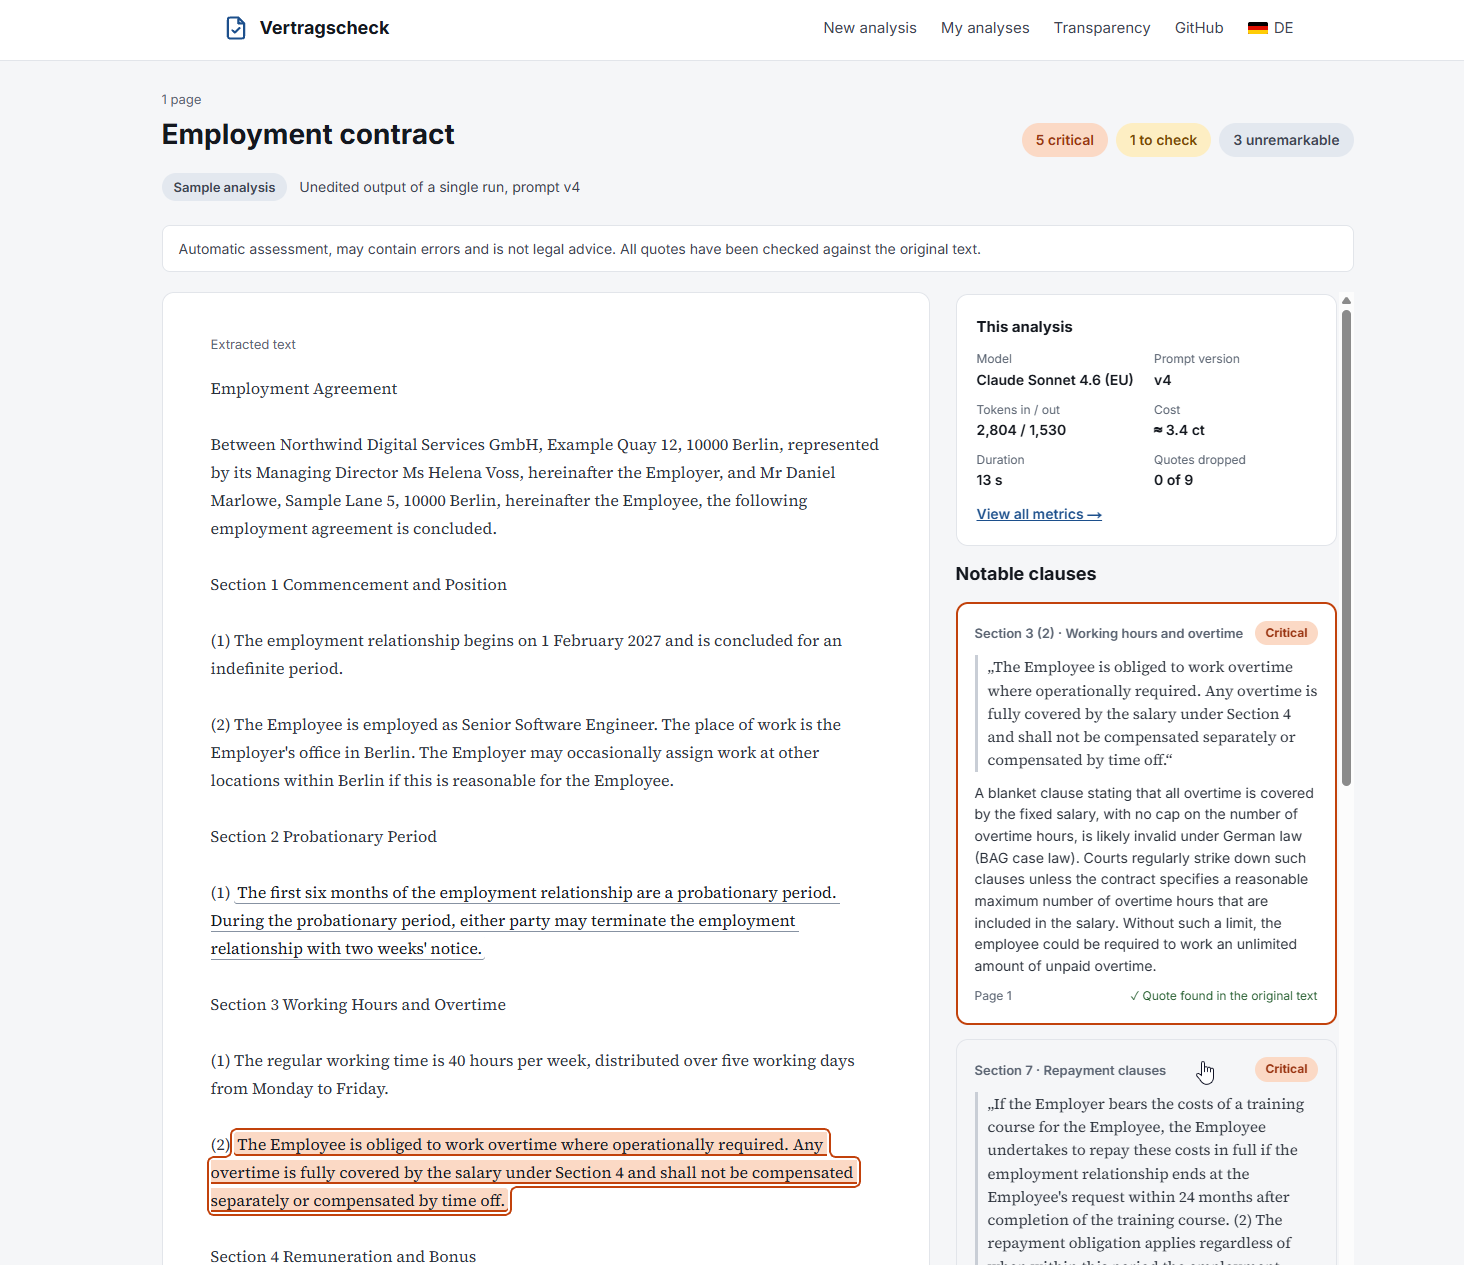 Vertragscheck
New analysis
My analyses
Transparency
GitHub
DE
1 page
Employment contract
5 critical
1 to check
3 unremarkable
Sample analysis
Unedited output of a single run, prompt v4
Automatic assessment, may contain errors and is not legal advice. All quotes have been checked against the original text.
Extracted text
Employment Agreement
Between Northwind Digital Services GmbH, Example Quay 12, 10000 Berlin, represented
by its Managing Director Ms Helena Voss, hereinafter the Employer, and Mr Daniel
Marlowe, Sample Lane 5, 10000 Berlin, hereinafter the Employee, the following
employment agreement is concluded.
Section 1 Commencement and Position
(1) The employment relationship begins on 1 February 2027 and is concluded for an
indefinite period.
(2) The Employee is employed as Senior Software Engineer. The place of work is the
Employer's office in Berlin. The Employer may occasionally assign work at other
locations within Berlin if this is reasonable for the Employee.
Section 2 Probationary Period
(1) The first six months of the employment relationship are a probationary period.
During the probationary period, either party may terminate the employment
relationship with two weeks' notice.
Section 3 Working Hours and Overtime
(1) The regular working time is 40 hours per week, distributed over five working days
from Monday to Friday.
(2) The Employee is obliged to work overtime where operationally required. Any
overtime is fully covered by the salary under Section 4 and shall not be compensated
separately or compensated by time off.
Section 4 Remuneration and Bonus
This analysis
Model
Prompt version
Claude Sonnet 4.6 (EU)
v4
Tokens in / out
Cost
2,804 / 1,530
≈ 3.4 ct
Duration
Quotes dropped
13 s
0 of 9
View all metrics →
Notable clauses
Section 3 (2) · Working hours and overtime
Critical
„The Employee is obliged to work overtime
where operationally required. Any overtime is
fully covered by the salary under Section 4
and shall not be compensated separately or
compensated by time off.“
A blanket clause stating that all overtime is covered
by the fixed salary, with no cap on the number of
overtime hours, is likely invalid under German law
(BAG case law). Courts regularly strike down such
clauses unless the contract specifies a reasonable
maximum number of overtime hours that are
included in the salary. Without such a limit, the
employee could be required to work an unlimited
amount of unpaid overtime.
Page 1
✓ Quote found in the original text
Section 7 · Repayment clauses
Critical
„If the Employer bears the costs of a training
course for the Employee, the Employee
undertakes to repay these costs in full if the
employment relationship ends at the
Employee's request within 24 months after
completion of the training course. (2) The
repayment obligation applies regardless of